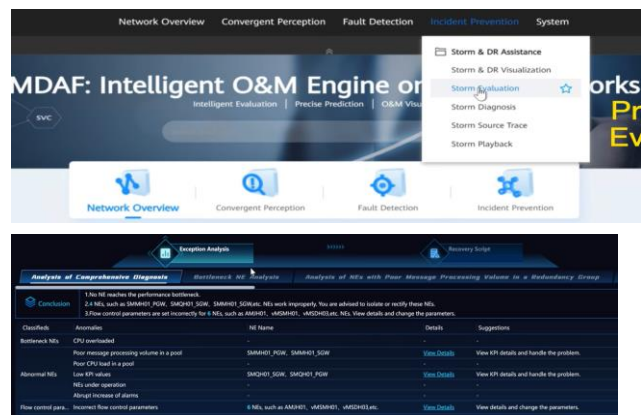 Network Overview Convergent Perception Fault Detection Incident Prevention System
Storm & DR Assistance
Storm & DR Visualization
Storm Evaluation
Storm Diagnosis
Storm Source Trace
Storm Playback
MDAF: Intelligent O&M Engine on orks
Intelligent Evaluation | Precise Prediction | O&M Visu
SVC
Pr
Ev
Network Overview Convergent Perception Fault Detection Incident Prevention
Exception Analysis Recovery Script
Analysis of Comprehensive Diagnosis Bottleneck NE Analysis Analysis of NEs with Poor Message Processing Volume in a Redundancy Group
Conclusion
1.No NE reaches the performance bottleneck.
2.4 NEs, such as SMMH01_PGW, SMQH01_SGW, SMMH01_SGW,etc. NEs work improperly. You are advised to isolate or rectify these NEs.
3.Flow control parameters are set incorrectly for 6 NEs, such as AMJH01, vMSMH01, vMSDH03,etc. NEs. View details and change the parameters.
Classifieds Anomalies NE Name Details Suggestions
Bottleneck NEs CPU overloaded - - -
Poor message processing volume in a pool SMMH01_PGW, SMMH01_SGW View Details View KPI details and handle the problem.
Poor CPU load in a pool - - -
Abnormal NEs Low KPI values SMQH01_SGW, SMQH01_PGW View Details View KPI details and handle the problem.
NEs under operation - - -
Abrupt increase of alarms - - -
Flow control para... Incorrect flow control parameters 6 NEs, such as AMJH01, vMSMH01, vMSDH03,etc. View Details View details and change the parameters.